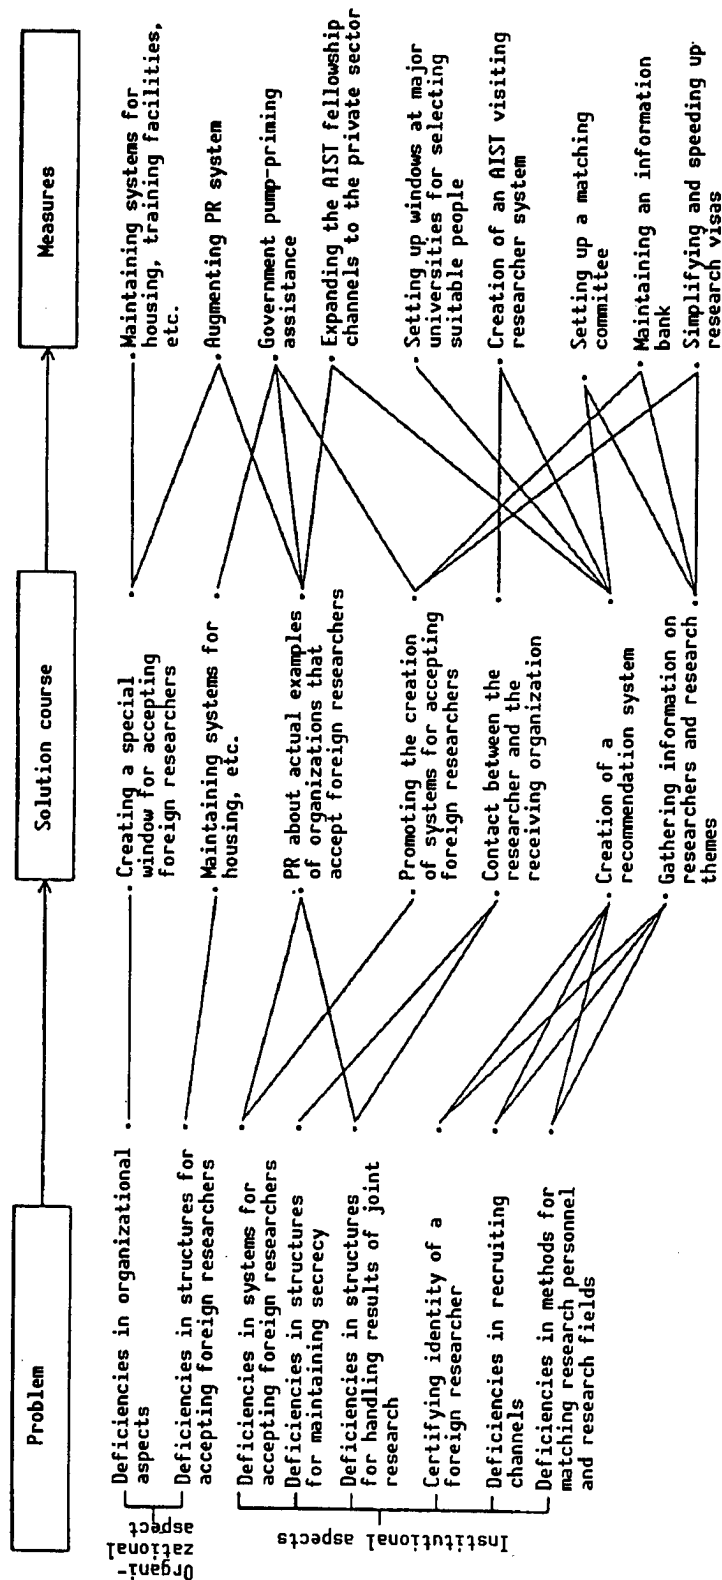 Problem
Organi-
zational
aspect
Deficiencies in organizational
aspects
Deficiencies in structures for
accepting foreign researchers
Institutional aspects
Deficiencies in systems for
accepting foreign researchers
Deficiencies in structures
for maintaining secrecy
Deficiencies in structures
for handling results of joint
research
Certifying identity of a
foreign researcher
Deficiencies in recruiting
channels
Deficiencies in methods for
matching research personnel
and research fields
Solution course
Creating a special
window for accepting
foreign researchers
Maintaining systems for
housing, etc.
PR about actual examples
of organizations that
accept foreign researchers
Promoting the creation
of systems for accepting
foreign researchers
Contact between the
researcher and the
receiving organization
Creation of a
recommendation system
Gathering information on
researchers and research
themes
Measures
Maintaining systems for
housing, training facilities,
etc.
Augmenting PR system
Government pump-priming
assistance
Expanding the AIST fellowship
channels to the private sector
Setting up windows at major
universities for selecting
suitable people
Creation of an AIST visiting
researcher system
Setting up a matching
committee
Maintaining an information
bank
Simplifying and speeding up
research visas